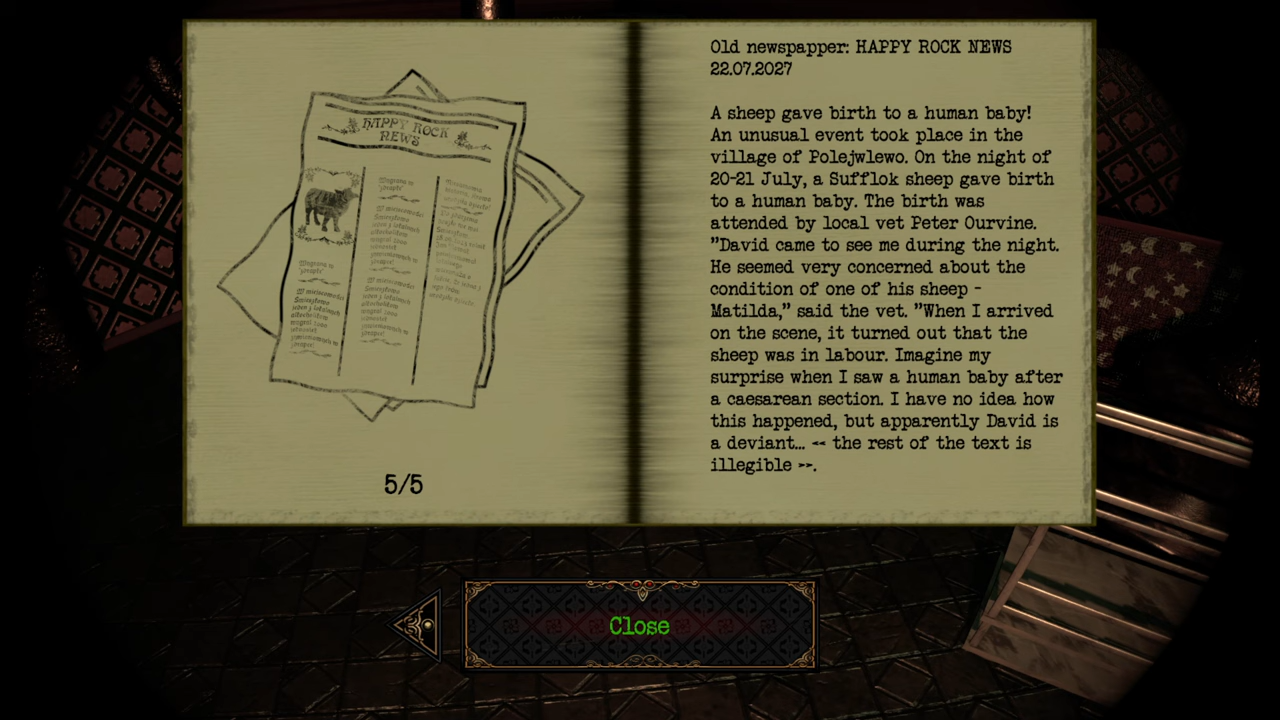 HAPPY ROCK
NEWS
5/5
Old newspapper: HAPPY ROCK NEWS
22.07.2027
A sheep gave birth to a human baby!
An unusual event took place in the
village of Polejwlewo. On the night of
20-21 July, a Sufflok sheep gave birth
to a human baby. The birth was
attended by local vet Peter Ourvine.
"David came to see me during the night.
He seemed very concerned about the
condition of one of his sheep -
Matilda," said the vet. "When I arrived
on the scene, it turned out that the
sheep was in labour. Imagine my
surprise when I saw a human baby after
a caesarean section. I have no idea how
this happened, but apparently David is
a deviant... << the rest of the text is
illegible >>.
Close